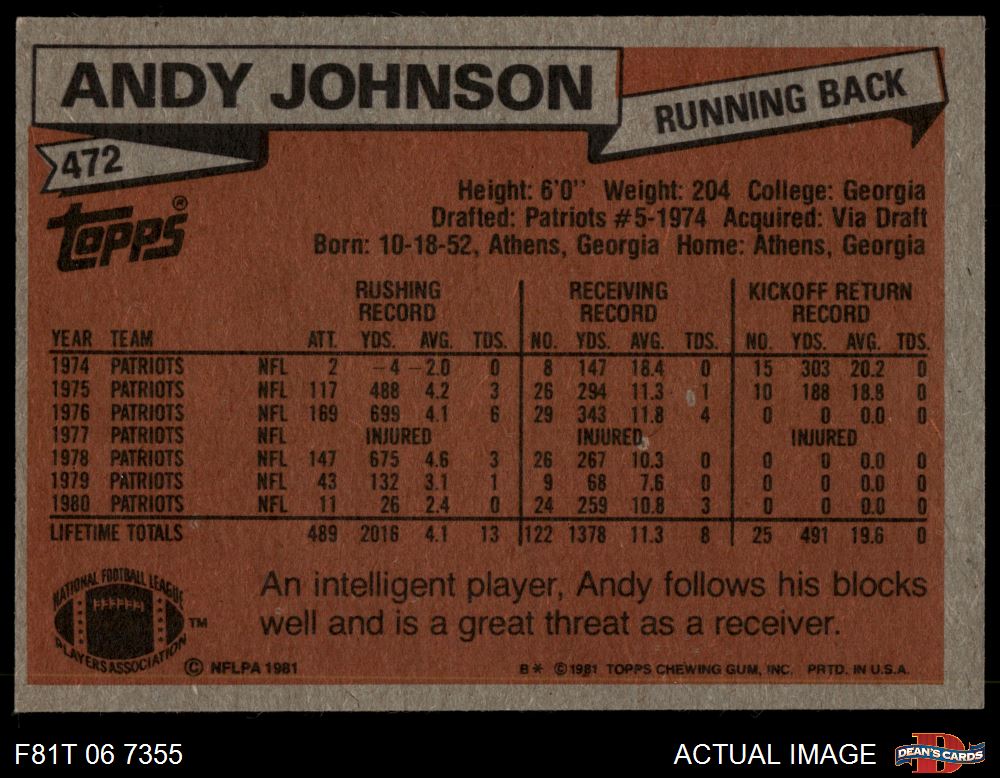 ANDY JOHNSON
RUNNING BACK
472
Topps®
Height: 6'0" Weight: 204 College: Georgia
Drafted: Patriots #5-1974 Acquired: Via Draft
Born: 10-18-52, Athens, Georgia Home: Athens, Georgia
RUSHING RECORD RECEIVING RECORD KICKOFF RETURN RECORD
YEAR TEAM ATT. YDS. AVG. TDS. NO. YDS. AVG. TDS. NO. YDS. AVG. TDS.
1974 PATRIOTS NFL 2 -4 -2.0 0 8 147 18.4 0 15 303 20.2 0
1975 PATRIOTS NFL 117 488 4.2 3 26 294 11.3 1 10 188 18.8 0
1976 PATRIOTS NFL 169 699 4.1 6 29 343 11.8 4 0 0 0.0 0
1977 PATRIOTS NFL INJURED INJURED INJURED
1978 PATRIOTS NFL 147 675 4.6 3 26 267 10.3 0 0 0 0.0 0
1979 PATRIOTS NFL 43 132 3.1 1 9 68 7.6 0 0 0 0.0 0
1980 PATRIOTS NFL 11 26 2.4 0 24 259 10.8 3 0 0 0.0 0
LIFETIME TOTALS 489 2016 4.1 13 122 1378 11.3 8 25 491 19.6 0
NATIONAL FOOTBALL LEAGUE
PLAYERS ASSOCIATION
TM
An intelligent player, Andy follows his blocks
well and is a great threat as a receiver.
© NFLPA 1981
B* © 1981 TOPPS CHEWING GUM, INC. PRTD. IN U.S.A.
F81T 06 7355
ACTUAL IMAGE
DEAN'S CARDS